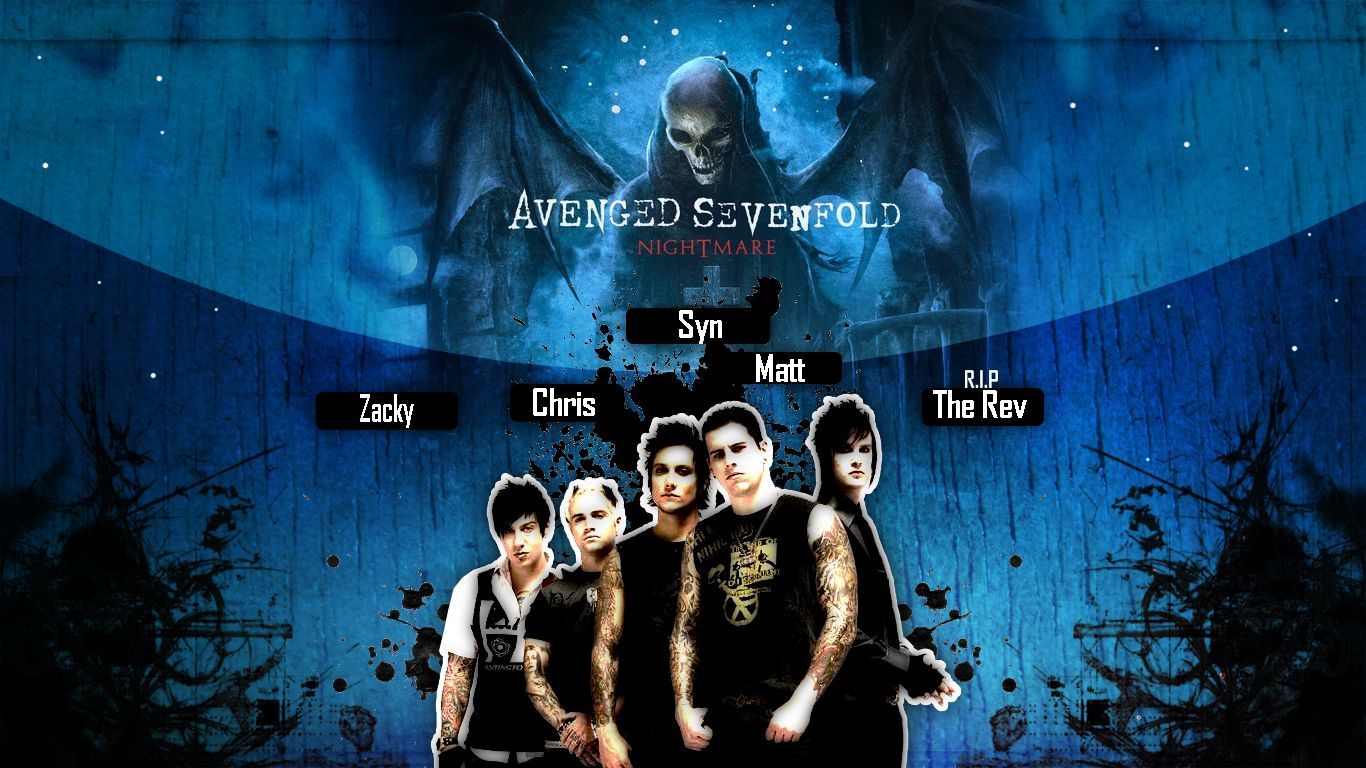 AVENGED SEVENFOLD
NIGHTMARE
Syn
Matt
R.I.P
Zacky
Chris
The Rev